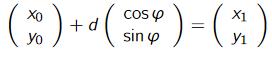 ( x₀ ) + d ( cos φ ) = ( x₁ )
( y₀ ) ( sin φ ) ( y₁ )